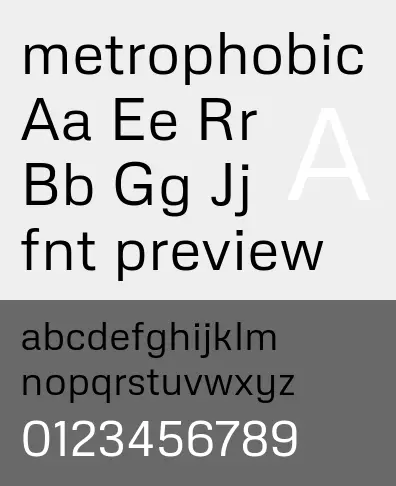 metrophobic
Aa Ee Rr
A
Bb Gg Jj
fnt preview
abcdefghijklm
nopqrstuvwxyz
0123456789